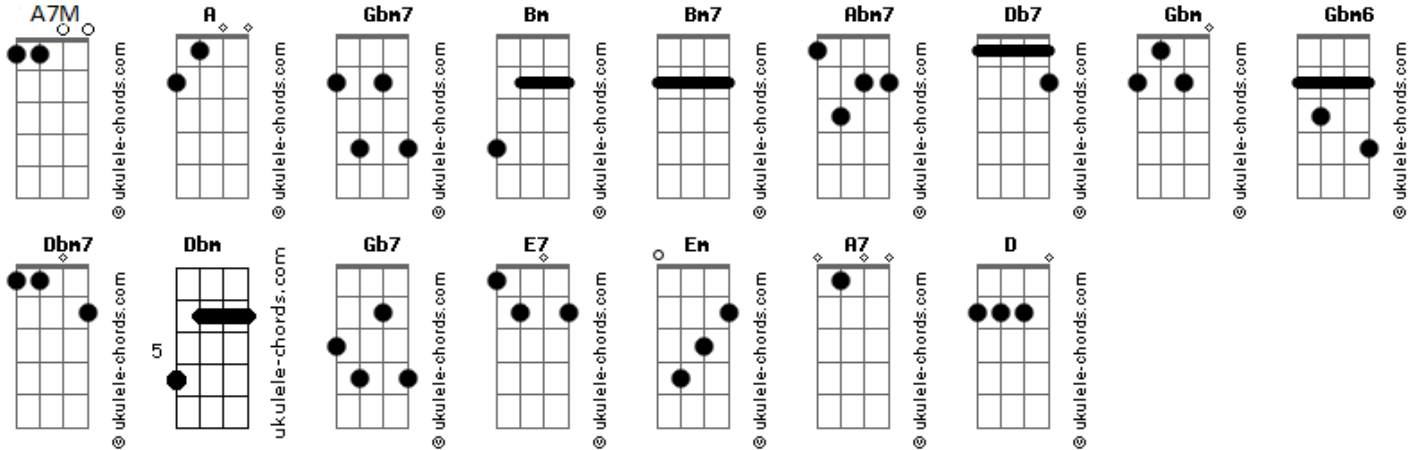 A7M A Gbm7 Bm Bm7 Abm7 Db7 Gbm Gbm6
© ukulele-chords.com © ukulele-chords.com © ukulele-chords.com © ukulele-chords.com © ukulele-chords.com © ukulele-chords.com © ukulele-chords.com © ukulele-chords.com © ukulele-chords.com
Dbm7 Dbm Gb7 E7 Em A7 D
5
© ukulele-chords.com ukulele-chords.com © ukulele-chords.com © ukulele-chords.com © ukulele-chords.com © ukulele-chords.com © ukulele-chords.com